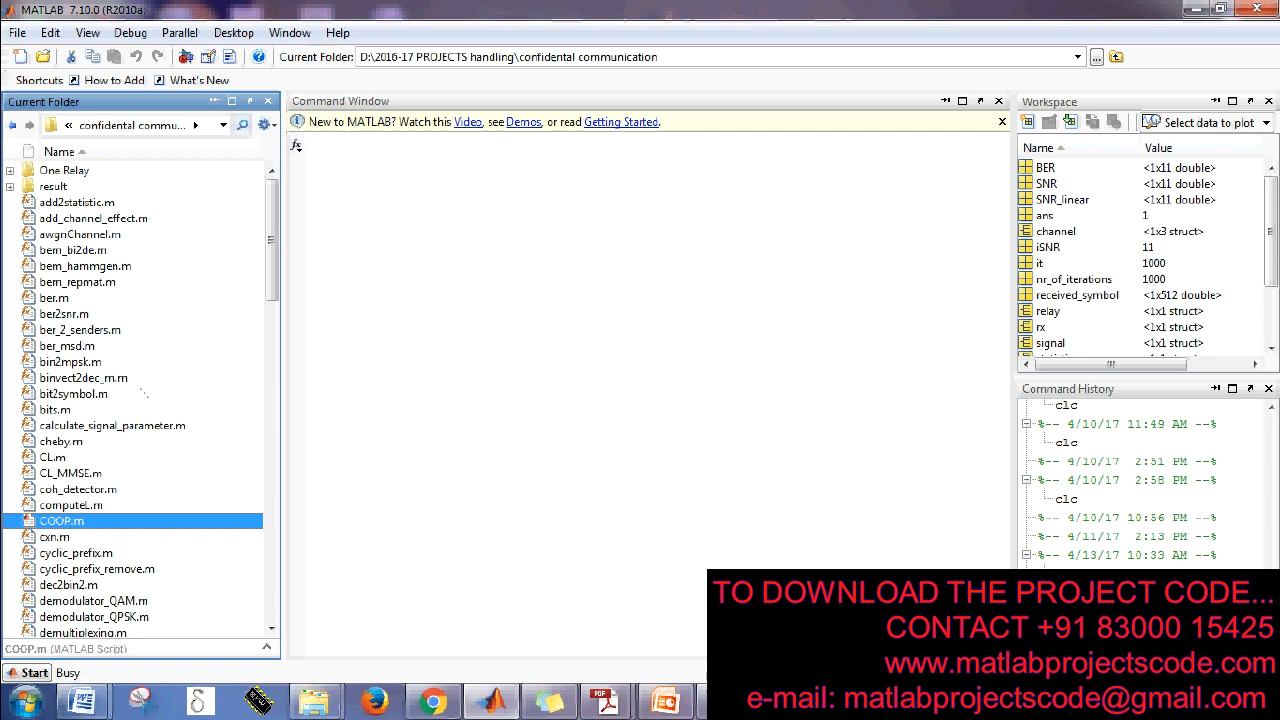 MATLAB 7.10.0 (R2010a)
File Edit View Debug Parallel Desktop Window Help
Current Folder: D:\2016-17 PROJECTS handling\confidental communication
Shortcuts How to Add What's New
Current Folder
« confidental commu...
Name
One Relay
result
add2statistic.m
add_channel_effect.m
awgnChannel.m
bem_bi2de.m
bem_hammgen.m
bem_repmat.m
ber.m
ber2snr.m
ber_2_senders.m
ber_msd.m
bin2mpsk.m
binvect2dec_m.m
bit2symbol.m
bits.m
calculate_signal_parameter.m
cheby.m
CL.m
CL_MMSE.m
coh_detector.m
computeL.m
COOP.m
cxn.m
cyclic_prefix.m
cyclic_prefix_remove.m
dec2bin2.m
demodulator_QAM.m
demodulator_QPSK.m
demultiplexing.m
COOP.m (MATLAB Script)
Start Busy
Command Window
New to MATLAB? Watch this Video, see Demos, or read Getting Started.
fx
Workspace
Select data to plot
Name Value
BER <1x11 double>
SNR <1x11 double>
SNR_linear <1x11 double>
ans 1
channel <1x3 struct>
iSNR 11
it 1000
nr_of_iterations 1000
received_symbol <1x512 double>
relay <1x1 struct>
rx <1x1 struct>
signal <1x1 struct>
Command History
clc
%-- 4/10/17 11:49 AM --%
clc
%-- 4/10/17 2:51 PM --%
%-- 4/10/17 2:58 PM --%
clc
%-- 4/10/17 10:56 PM --%
%-- 4/11/17 2:13 PM --%
%-- 4/13/17 10:33 AM --%
TO DOWNLOAD THE PROJECT CODE...
CONTACT +91 83000 15425
www.matlabprojectscode.com
e-mail: matlabprojectscode@gmail.com